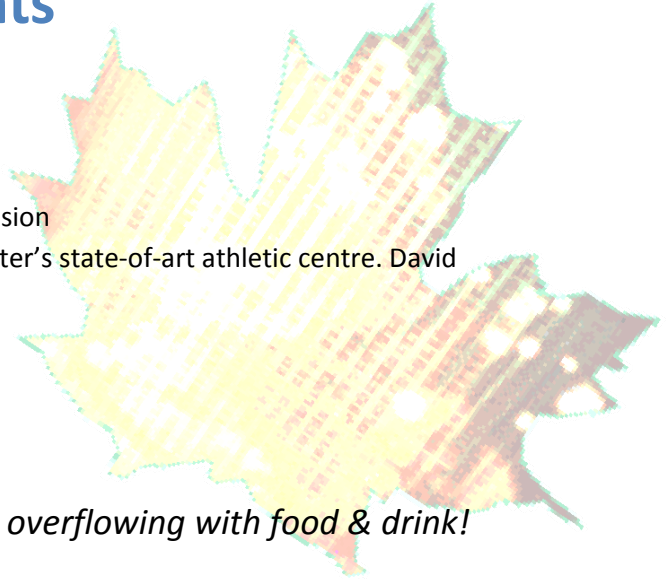 nts
sion
ter's state-of-art athletic centre. David
overflowing with food & drink!